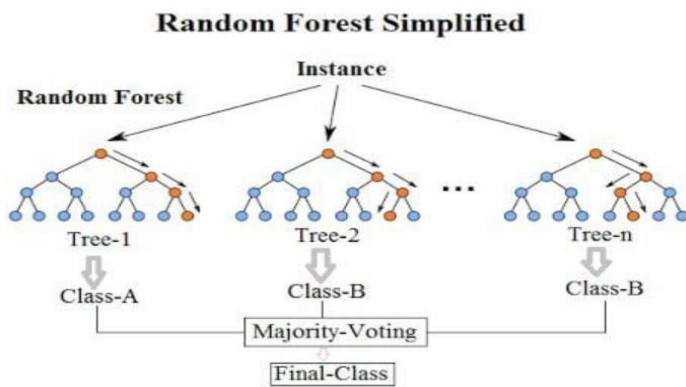 Random Forest Simplified
Instance
Random Forest
Tree-1
Tree-2
...
Tree-n
Class-A
Class-B
Class-B
Majority-Voting
Final-Class